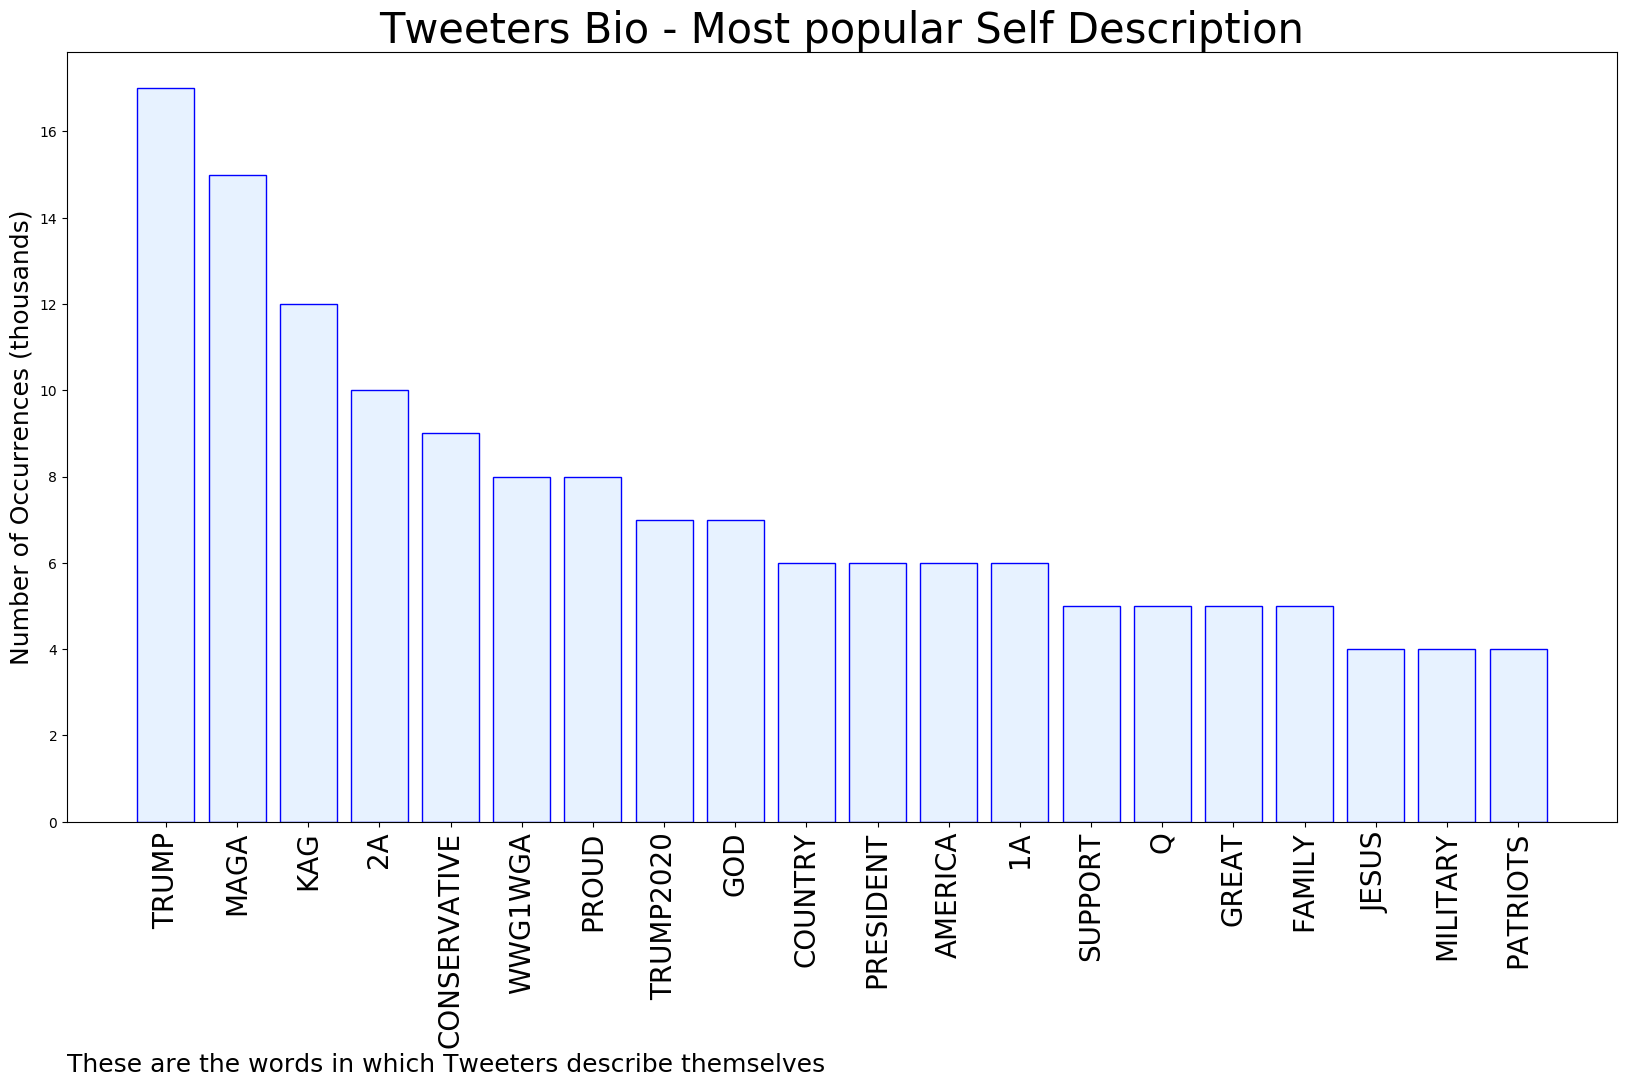 Tweeters Bio - Most popular Self Description
Number of Occurrences (thousands)
16
14
12
10
8
6
4
2
0
TRUMP
MAGA
KAG
2A
CONSERVATIVE
WWG1WGA
PROUD
TRUMP2020
GOD
COUNTRY
PRESIDENT
AMERICA
1A
SUPPORT
Q
GREAT
FAMILY
JESUS
MILITARY
PATRIOTS
These are the words in which Tweeters describe themselves